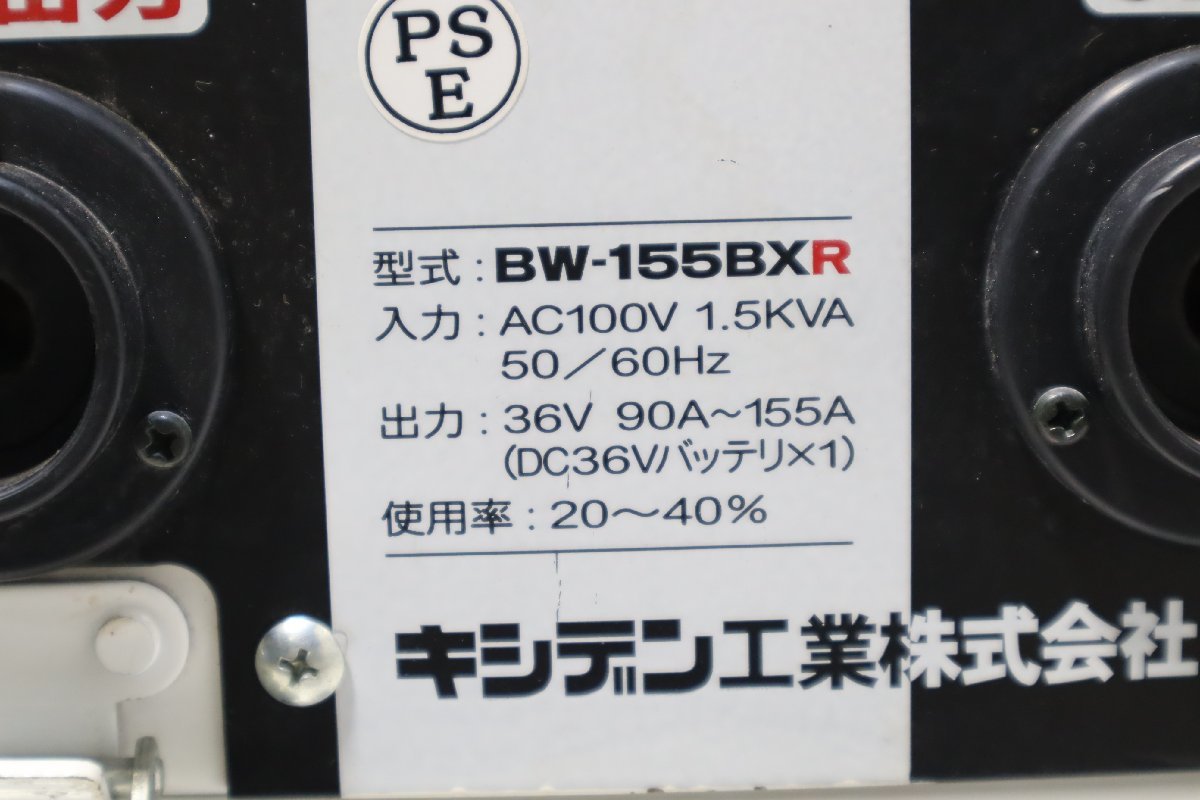 出力
PS
E
型式 : BW-155BXR
入力 : AC100V 1.5KVA
50/60Hz
出力 : 36V 90A〜155A
(DC36Vバッテリ×1)
使用率 : 20〜40%
キシデン工業株式会社